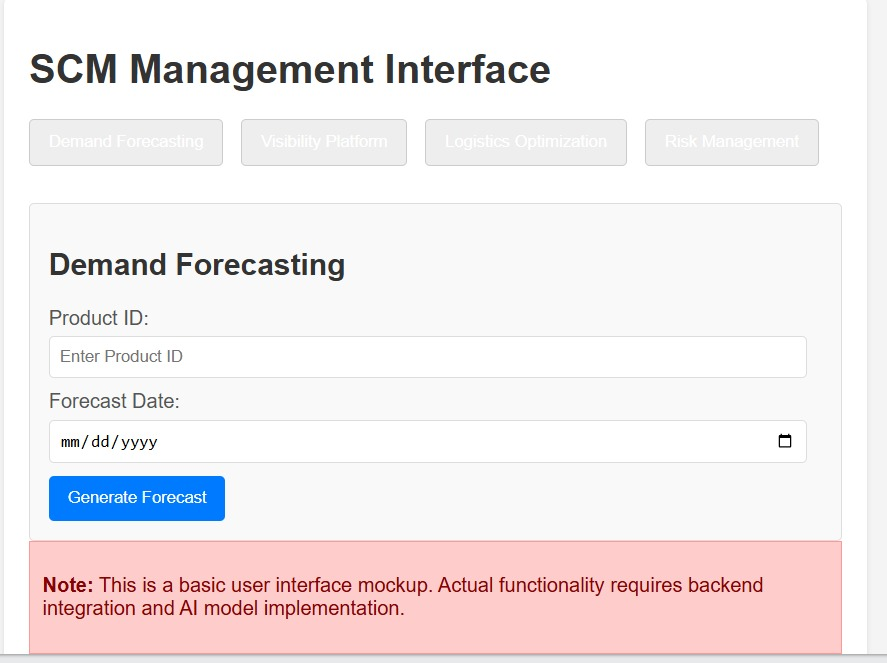 SCM Management Interface
Demand Forecasting Visibility Platform Logistics Optimization Risk Management
Demand Forecasting
Product ID:
Enter Product ID
Forecast Date:
mm/dd/yyyy
Generate Forecast
Note: This is a basic user interface mockup. Actual functionality requires backend
integration and AI model implementation.